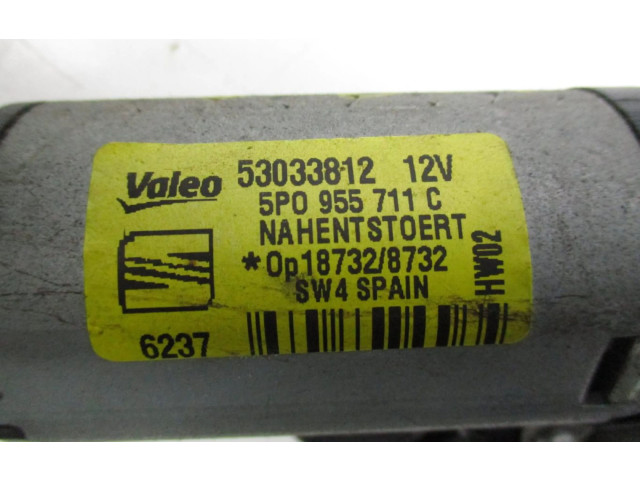 Valeo 53033812 12V
5P0 955 711 C
NAHENTSTOERT
*Op18732/8732
SW4 SPAIN
HW02
6237